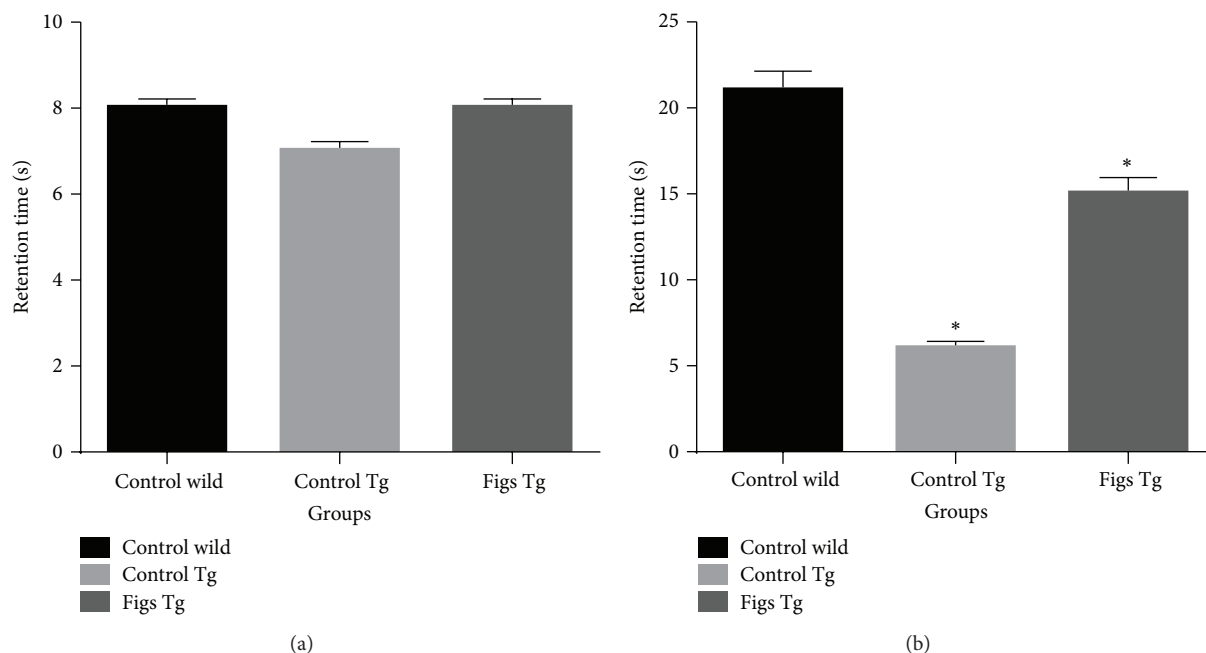 10
8
6
4
2
0
Retention time (s)
Control wild
Control Tg
Figs Tg
Groups
Control wild
Control Tg
Figs Tg
(a)
25
20
15
10
5
0
Retention time (s)
*
*
Control wild
Control Tg
Figs Tg
Groups
Control wild
Control Tg
Figs Tg
(b)